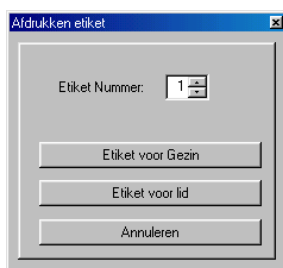 Afdrukken etiket
Etiket Nummer: 1
Etiket voor Gezin
Etiket voor lid
Annuleren